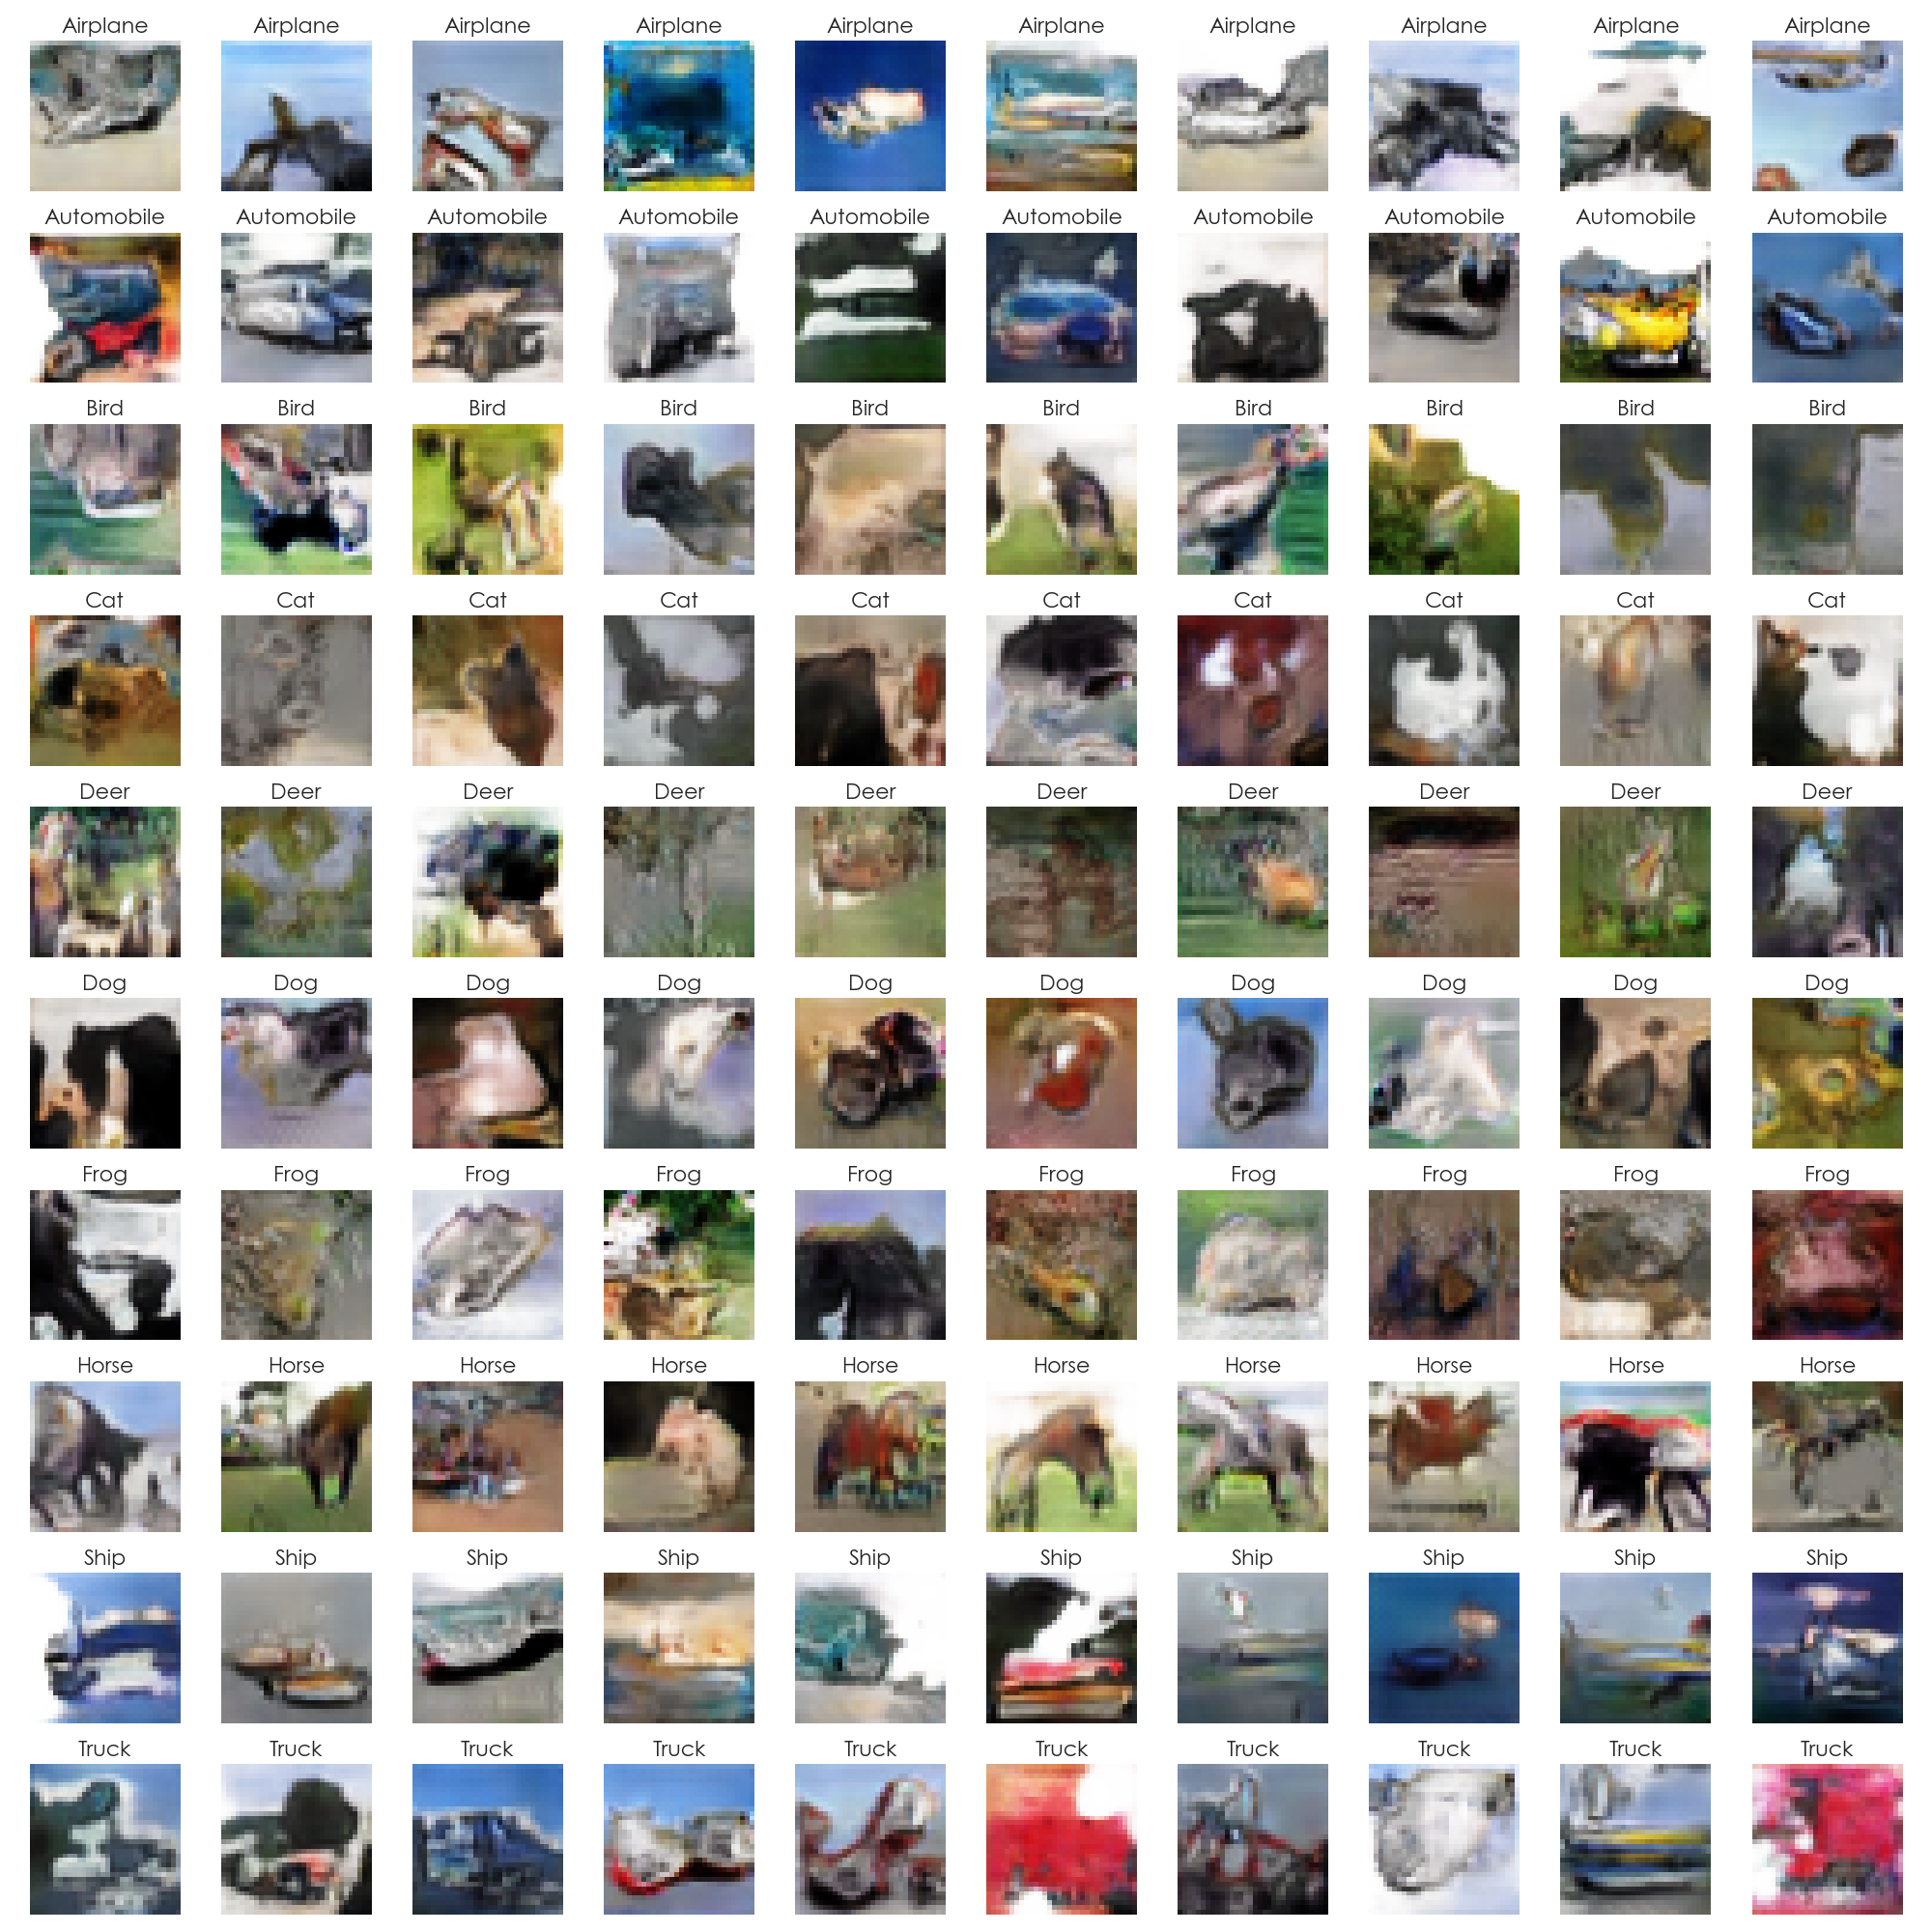 Airplane Airplane Airplane Airplane Airplane Airplane Airplane Airplane Airplane Airplane
Automobile Automobile Automobile Automobile Automobile Automobile Automobile Automobile Automobile Automobile
Bird Bird Bird Bird Bird Bird Bird Bird Bird Bird
Cat Cat Cat Cat Cat Cat Cat Cat Cat Cat
Deer Deer Deer Deer Deer Deer Deer Deer Deer Deer
Dog Dog Dog Dog Dog Dog Dog Dog Dog Dog
Frog Frog Frog Frog Frog Frog Frog Frog Frog Frog
Horse Horse Horse Horse Horse Horse Horse Horse Horse Horse
Ship Ship Ship Ship Ship Ship Ship Ship Ship Ship
Truck Truck Truck Truck Truck Truck Truck Truck Truck Truck